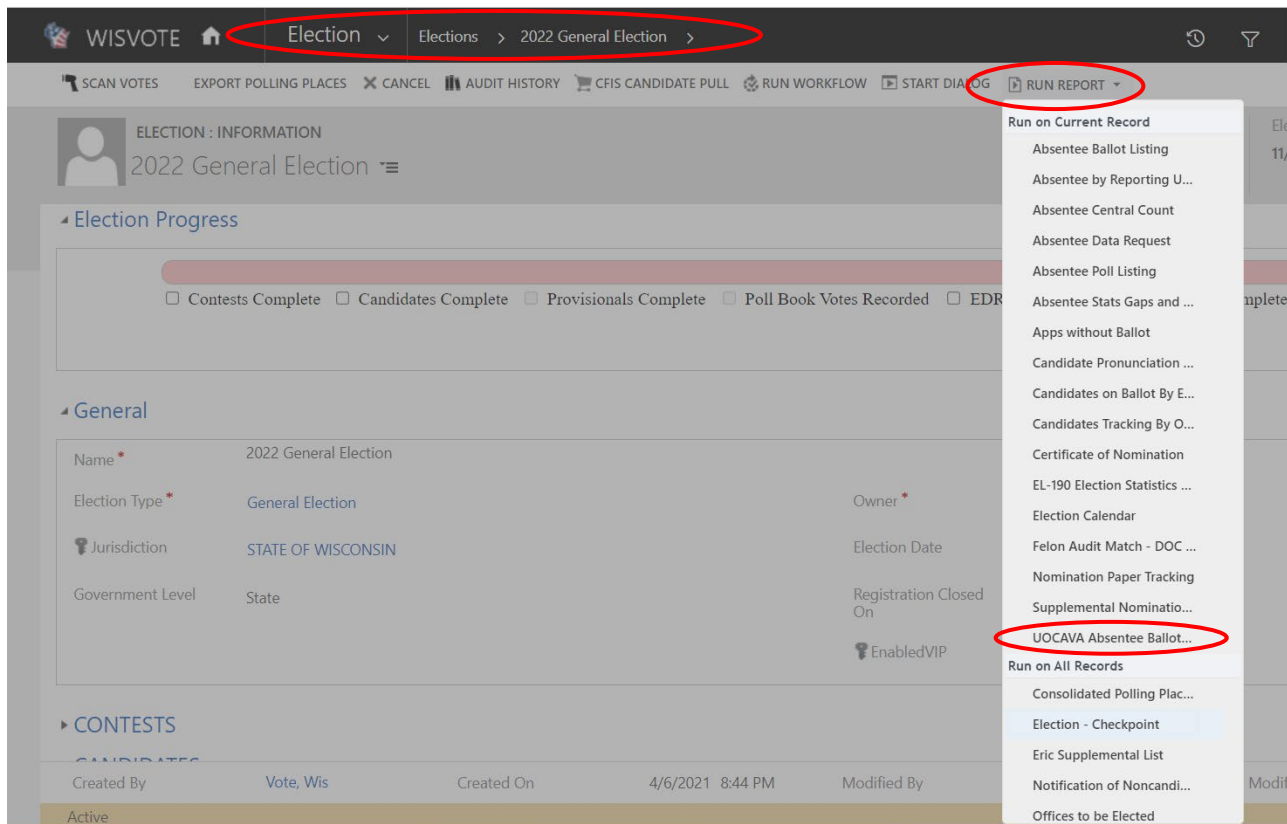 WISVOTE Election Elections > 2022 General Election >
SCAN VOTES EXPORT POLLING PLACES CANCEL AUDIT HISTORY CFIS CANDIDATE PULL RUN WORKFLOW START DIALOG RUN REPORT
ELECTION : INFORMATION
2022 General Election
Ele
11/
Election Progress
Contests Complete Candidates Complete Provisionals Complete Poll Book Votes Recorded EDR mplete
General
Name * 2022 General Election
Election Type * General Election Owner *
Jurisdiction STATE OF WISCONSIN Election Date
Government Level State Registration Closed On
EnabledVIP
CONTESTS
CANDIDATES
Created By Vote, Wis Created On 4/6/2021 8:44 PM Modified By Modif
Active
Run on Current Record
Absentee Ballot Listing
Absentee by Reporting U...
Absentee Central Count
Absentee Data Request
Absentee Poll Listing
Absentee Stats Gaps and ...
Apps without Ballot
Candidate Pronunciation ...
Candidates on Ballot By E...
Candidates Tracking By O...
Certificate of Nomination
EL-190 Election Statistics ...
Election Calendar
Felon Audit Match - DOC ...
Nomination Paper Tracking
Supplemental Nominatio...
UOCAVA Absentee Ballot...
Run on All Records
Consolidated Polling Plac...
Election - Checkpoint
Eric Supplemental List
Notification of Noncandi...
Offices to be Elected